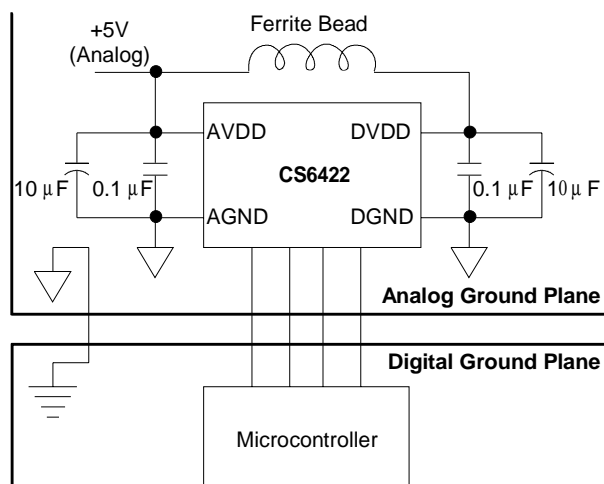 Ferrite Bead
+5V
(Analog)
AVDD
DVDD
CS6422
10 µF
0.1 µF
0.1 µF
10 µF
AGND
DGND
Analog Ground Plane
Digital Ground Plane
Microcontroller